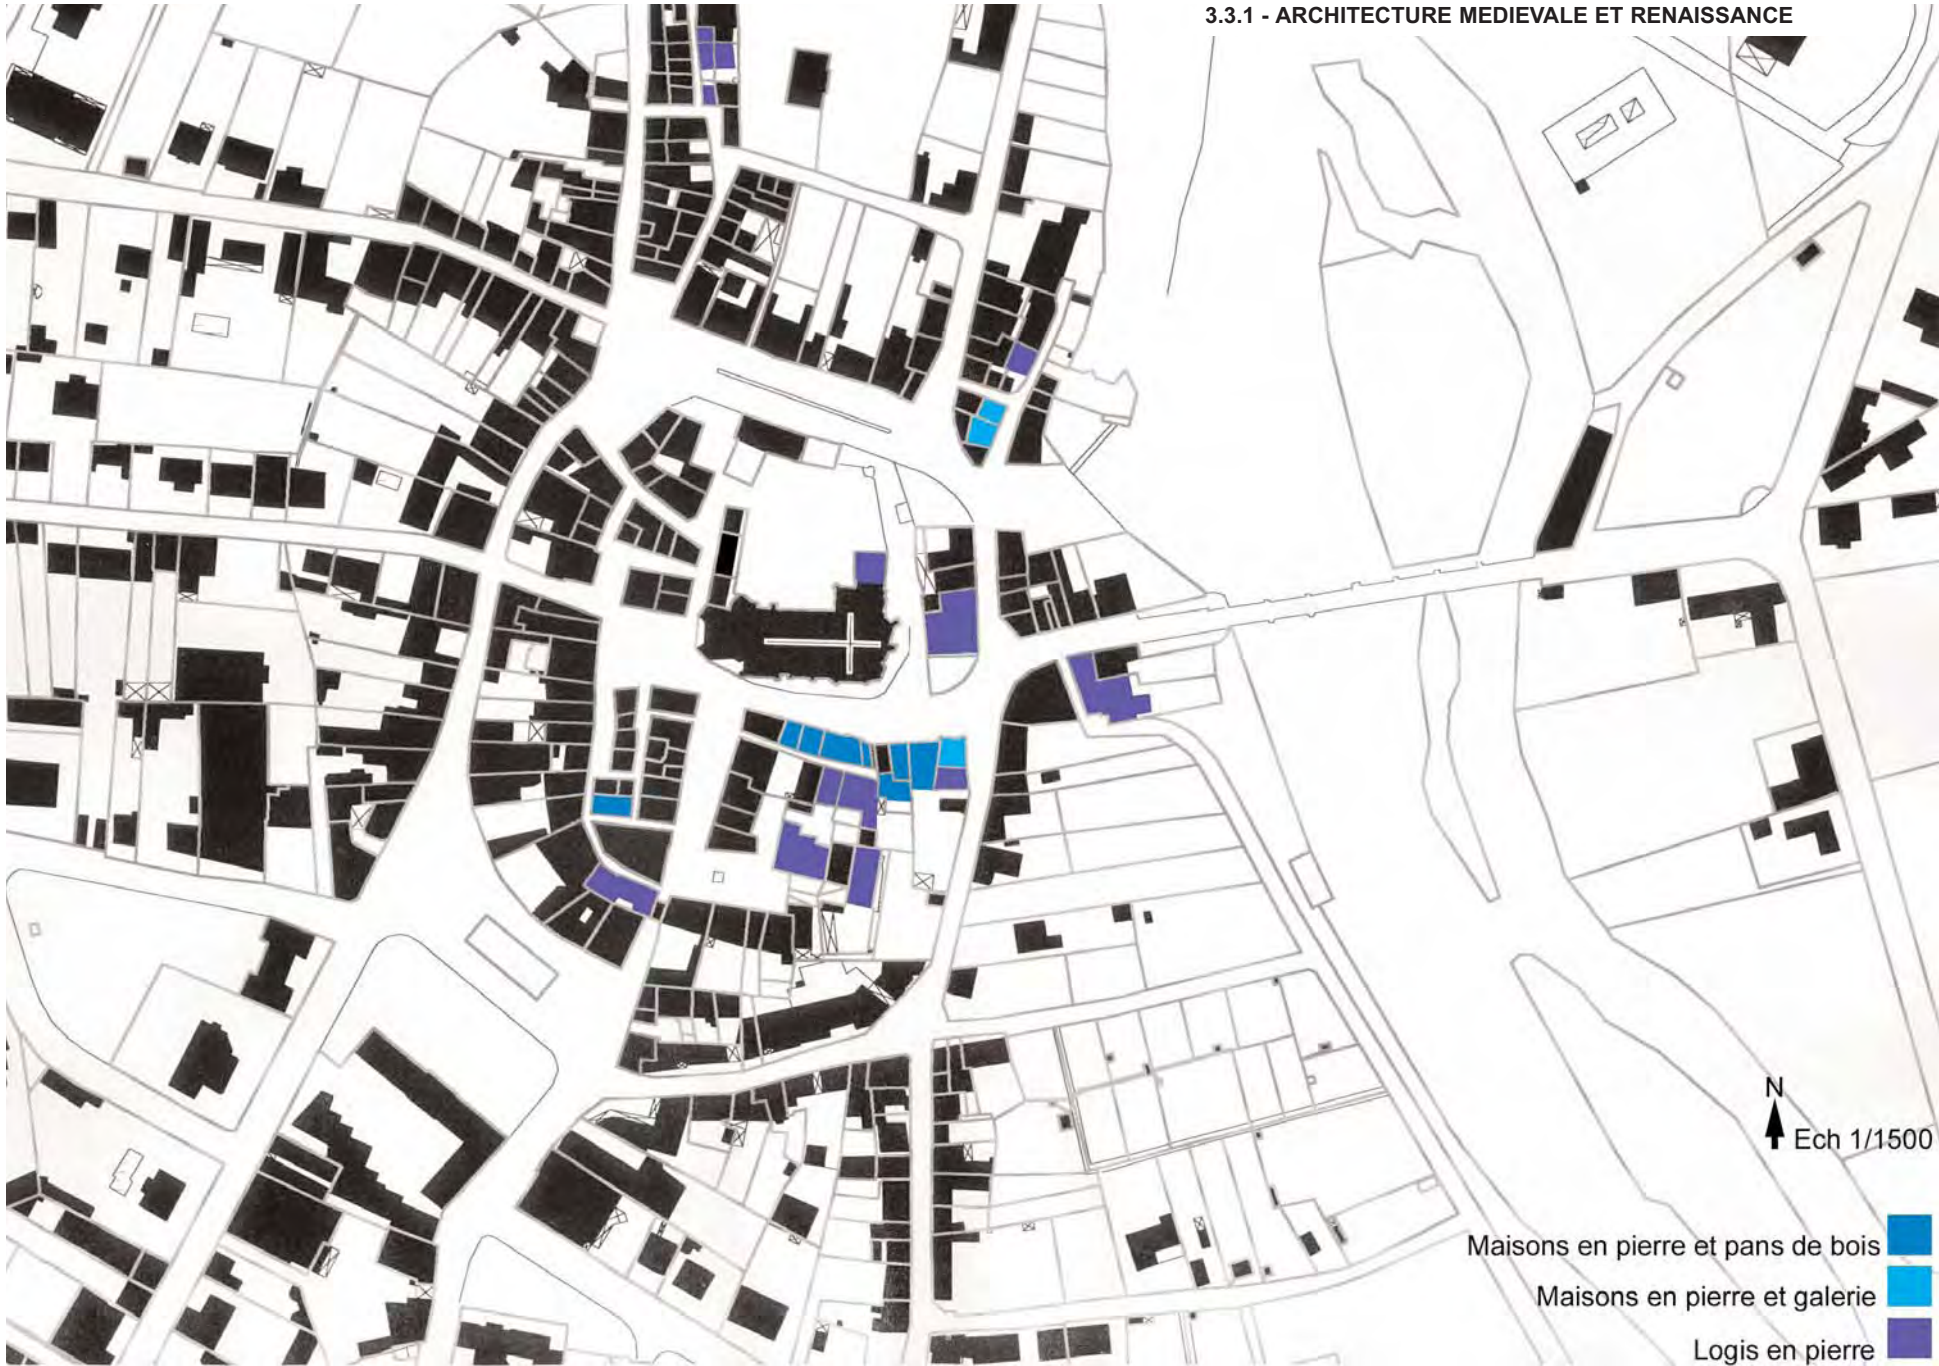 3.3.1 - ARCHITECTURE MEDIEVALE ET RENAISSANCE
N
Ech 1/1500
Maisons en pierre et pans de bois
Maisons en pierre et galerie
Logis en pierre